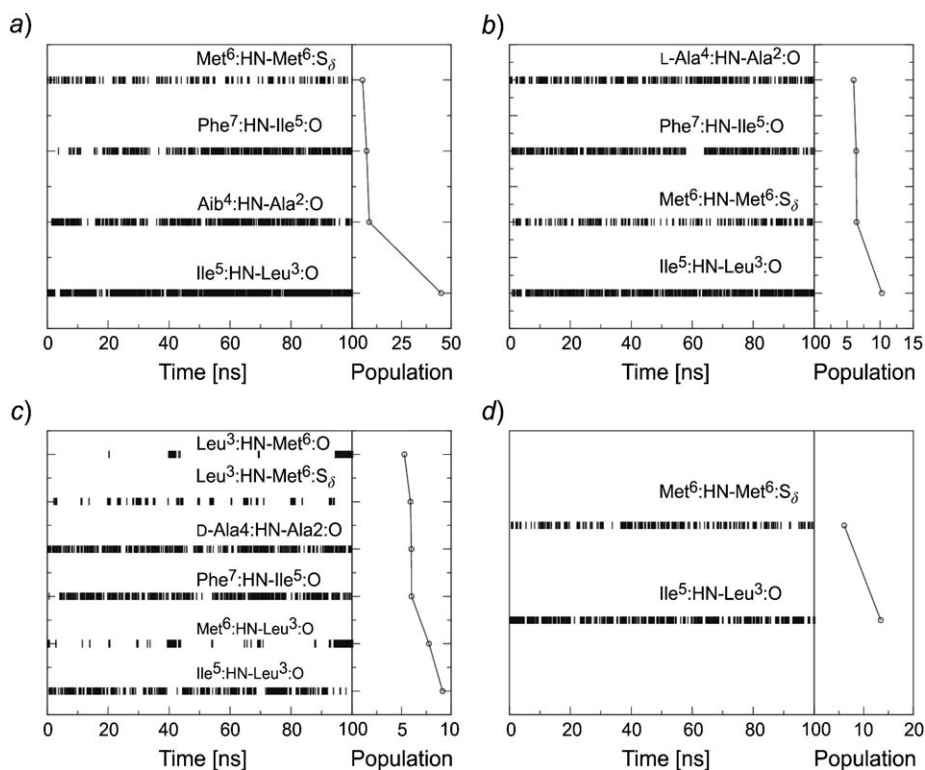 a)
Met⁶:HN-Met⁶:Sδ
Phe⁷:HN-Ile⁵:O
Aib⁴:HN-Ala²:O
Ile⁵:HN-Leu³:O
0 20 40 60 80 100 25 50
Time [ns] Population
b)
L-Ala⁴:HN-Ala²:O
Phe⁷:HN-Ile⁵:O
Met⁶:HN-Met⁶:Sδ
Ile⁵:HN-Leu³:O
0 20 40 60 80 100 5 10 15
Time [ns] Population
c)
Leu³:HN-Met⁶:O
Leu³:HN-Met⁶:Sδ
D-Ala4:HN-Ala2:O
Phe⁷:HN-Ile⁵:O
Met⁶:HN-Leu³:O
Ile⁵:HN-Leu³:O
0 20 40 60 80 100 5 10
Time [ns] Population
d)
Met⁶:HN-Met⁶:Sδ
Ile⁵:HN-Leu³:O
0 20 40 60 80 100 10 20
Time [ns] Population